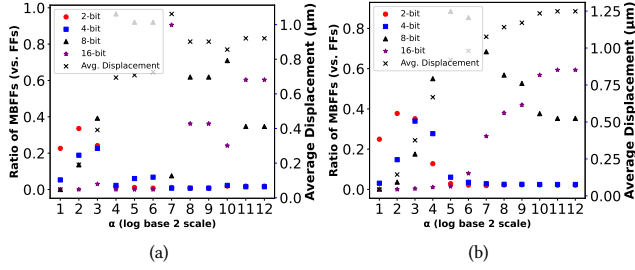 Ratio of MBFFs (vs. FFs)
1.0
0.8
0.6
0.4
0.2
0.0
2-bit
4-bit
8-bit
16-bit
Avg. Displacement
1.0
0.8
0.6
0.4
0.2
0.0
Average Displacement (μm)
1 2 3 4 5 6 7 8 9 10 11 12
α (log base 2 scale)
(a)
Ratio of MBFFs (vs. FFs)
0.8
0.6
0.4
0.2
0.0
2-bit
4-bit
8-bit
16-bit
Avg. Displacement
1.25
1.00
0.75
0.50
0.25
0.00
Average Displacement (μm)
1 2 3 4 5 6 7 8 9 10 11 12
α (log base 2 scale)
(b)